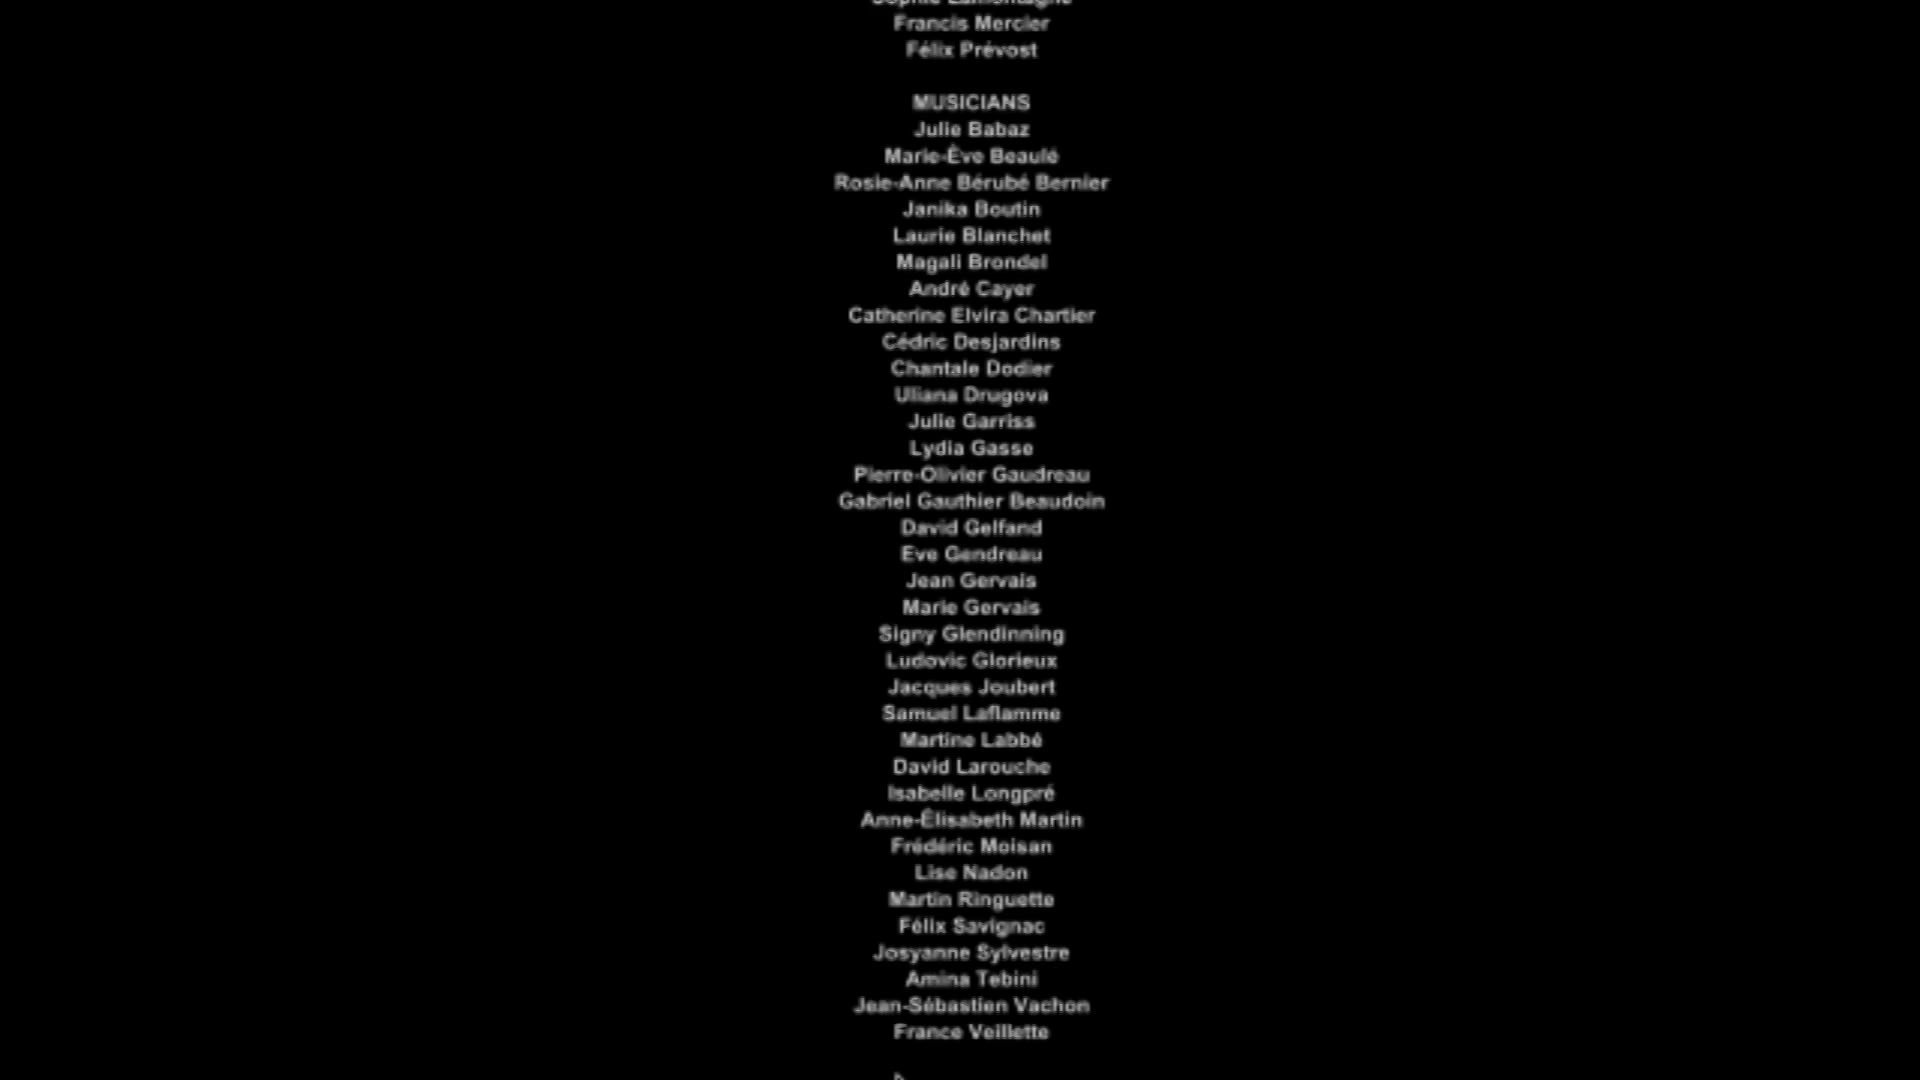 Sophie Lamontagne
Francis Mercier
Félix Prévost
MUSICIANS
Julie Babaz
Marie-Ève Beaulé
Rosie-Anne Bérubé Bernier
Janika Boutin
Laurie Blanchet
Magali Brondel
André Cayer
Catherine Elvira Chartier
Cédric Desjardins
Chantale Dodier
Uliana Drugova
Julie Garriss
Lydia Gasse
Pierre-Olivier Gaudreau
Gabriel Gauthier Beaudoin
David Gelfand
Eve Gendreau
Jean Gervais
Marie Gervais
Signy Glendinning
Ludovic Glorieux
Jacques Joubert
Samuel Laflamme
Martine Labbé
David Larouche
Isabelle Longpré
Anne-Élisabeth Martin
Frédéric Moisan
Lise Nadon
Martin Ringuette
Félix Savignac
Josyanne Sylvestre
Amina Tebini
Jean-Sébastien Vachon
France Veillette